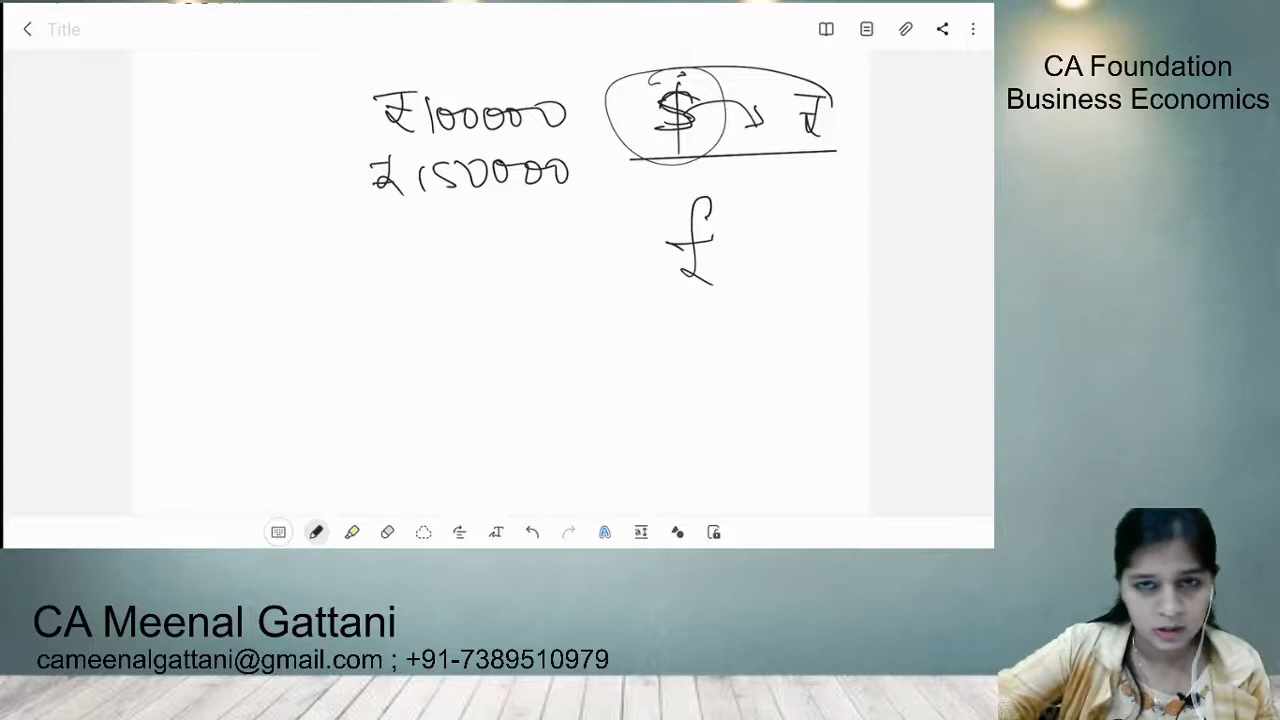 Title
₹100000 $ → ₹
₹150000
£
CA Foundation
Business Economics
CA Meenal Gattani
cameenalgattani@gmail.com ; +91-7389510979